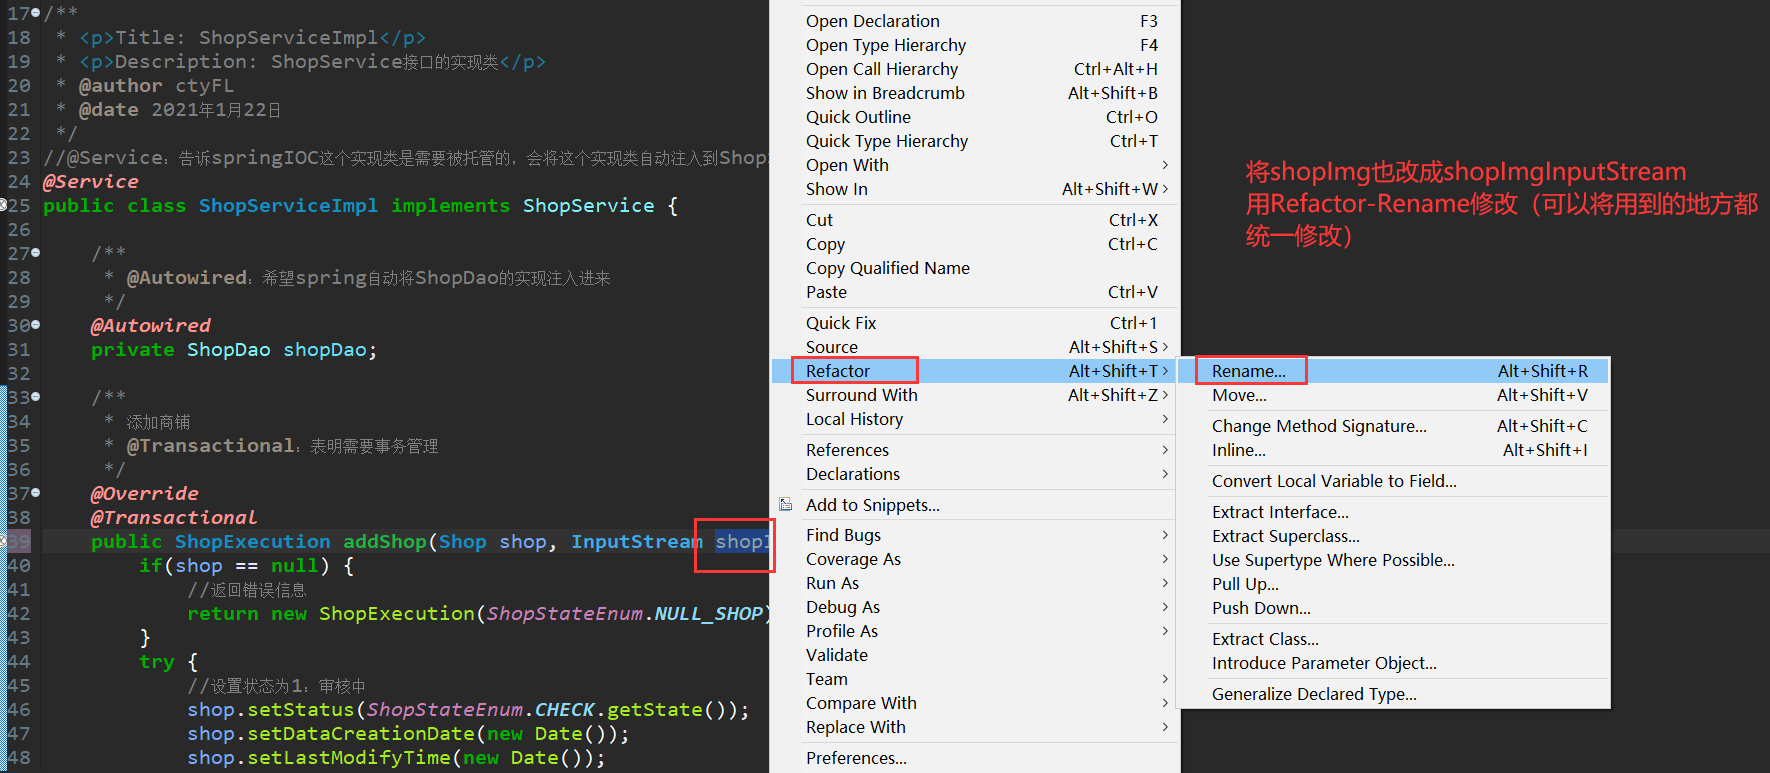 17 /**
18  * <p>Title: ShopServiceImpl</p>
19  * <p>Description: ShopService接口的实现类</p>
20  * @author ctyFL
21  * @date 2021年1月22日
22  */
23 //@Service：告诉springIOC这个实现类是需要被托管的，会将这个实现类自动注入到Shop
24 @Service
25 public class ShopServiceImpl implements ShopService {
26
27 /**
28  * @Autowired：希望spring自动将ShopDao的实现注入进来
29  */
30 @Autowired
31 private ShopDao shopDao;
32
33 /**
34  * 添加商铺
35  * @Transactional：表明需要事务管理
36  */
37 @Override
38 @Transactional
39 public ShopExecution addShop(Shop shop, InputStream shopI
40 if(shop == null) {
41 //返回错误信息
42 return new ShopExecution(ShopStateEnum.NULL_SHOP)
43 }
44 try {
45 //设置状态为1：审核中
46 shop.setStatus(ShopStateEnum.CHECK.getState());
47 shop.setDataCreationDate(new Date());
48 shop.setLastModifyTime(new Date());
Open Declaration F3
Open Type Hierarchy F4
Open Call Hierarchy Ctrl+Alt+H
Show in Breadcrumb Alt+Shift+B
Quick Outline Ctrl+O
Quick Type Hierarchy Ctrl+T
Open With >
Show In Alt+Shift+W >
Cut Ctrl+X
Copy Ctrl+C
Copy Qualified Name
Paste Ctrl+V
Quick Fix Ctrl+1
Source Alt+Shift+S >
Refactor Alt+Shift+T >
Surround With Alt+Shift+Z >
Local History >
References >
Declarations >
Add to Snippets...
Find Bugs >
Coverage As >
Run As >
Debug As >
Profile As >
Validate
Team >
Compare With >
Replace With >
Preferences...
Rename... Alt+Shift+R
Move... Alt+Shift+V
Change Method Signature... Alt+Shift+C
Inline... Alt+Shift+I
Convert Local Variable to Field...
Extract Interface...
Extract Superclass...
Use Supertype Where Possible...
Pull Up...
Push Down...
Extract Class...
Introduce Parameter Object...
Generalize Declared Type...
将shopImg也改成shopImgInputStream
用Refactor-Rename修改（可以将用到的地方都
统一修改）